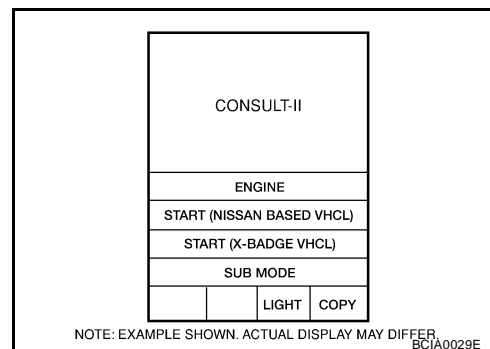 CONSULT-II
ENGINE
START (NISSAN BASED VHCL)
START (X-BADGE VHCL)
SUB MODE
LIGHT COPY
NOTE: EXAMPLE SHOWN. ACTUAL DISPLAY MAY DIFFER.
BCIA0029E